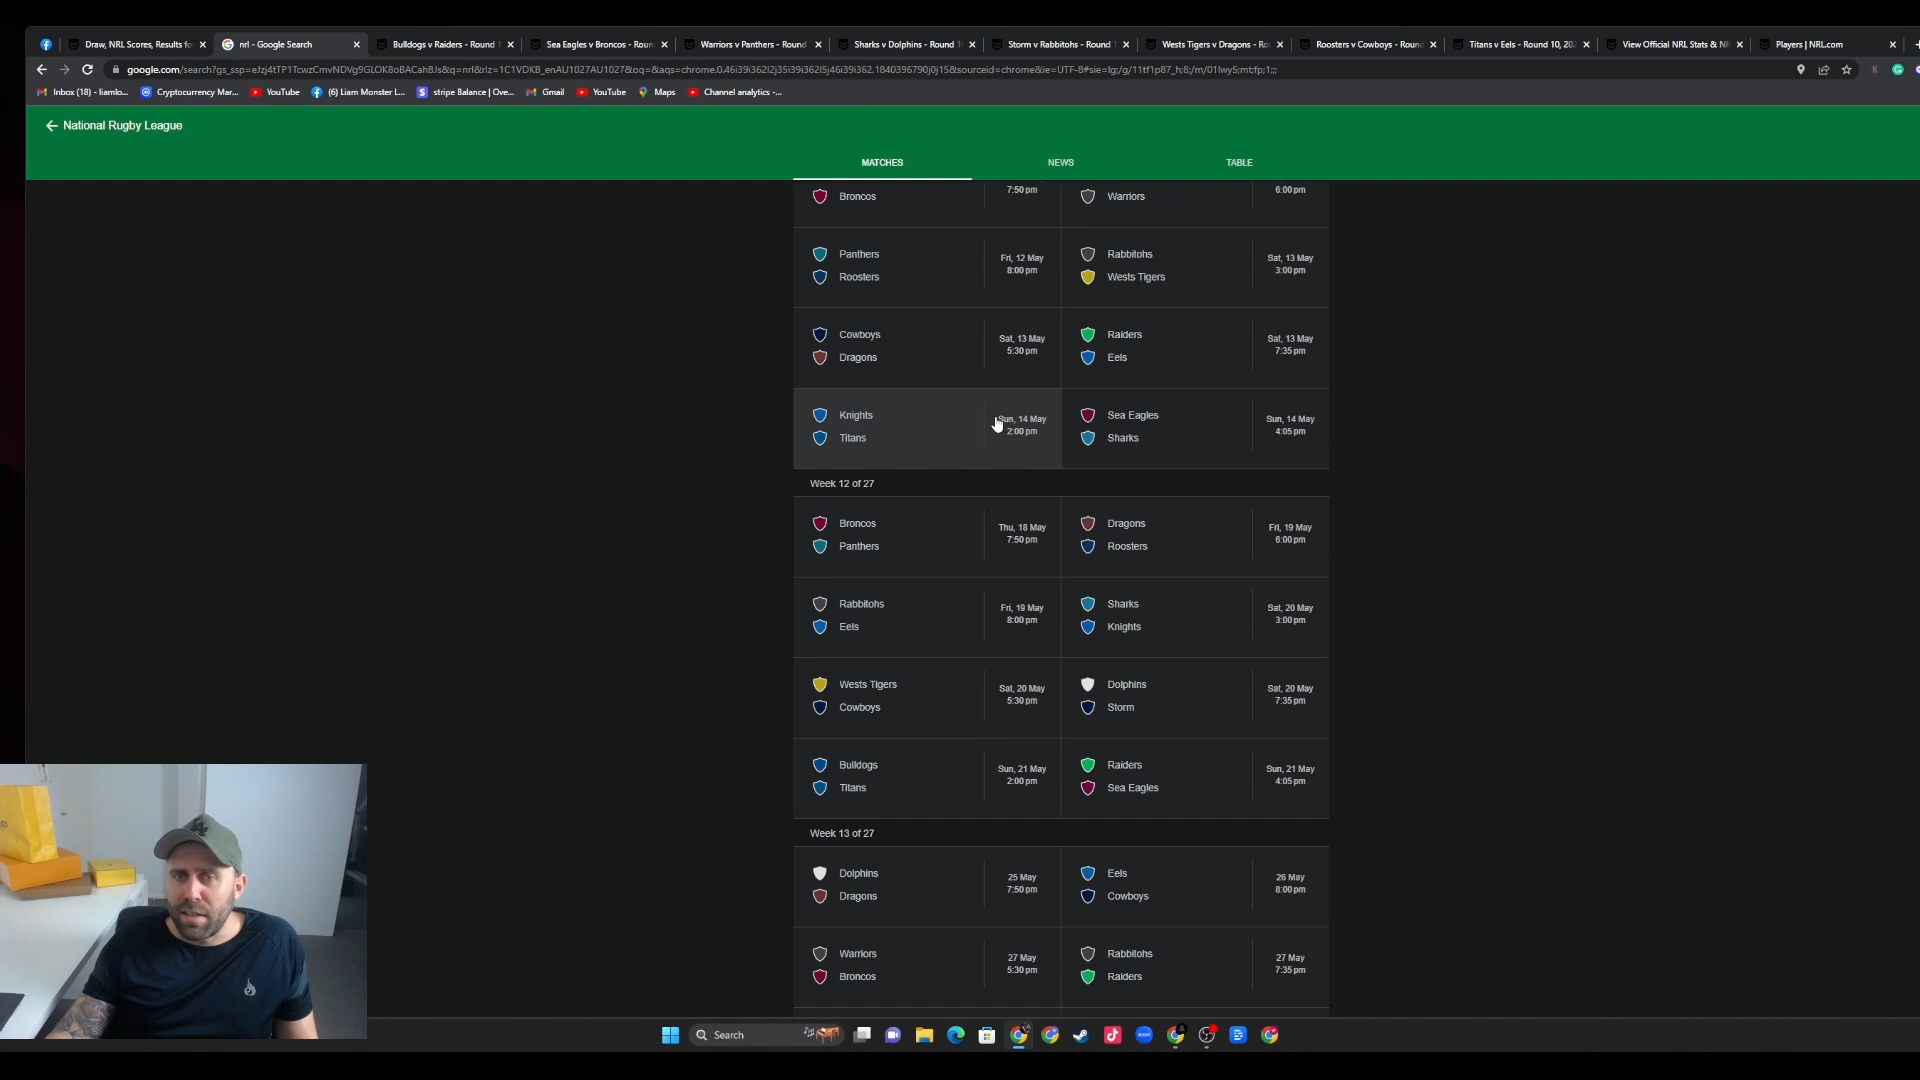 Draw, NRL Scores, Results fo
nrl - Google Search
Bulldogs v Raiders - Round 1
Sea Eagles v Broncos - Roun
Warriors v Panthers - Round
Sharks v Dolphins - Round 1
Storm v Rabbitohs - Round 1
Wests Tigers v Dragons - Ro
Roosters v Cowboys - Round
Titans v Eels - Round 10, 202
View Official NRL Stats & NR
Players | NRL.com
Inbox (18) - liamlo...
Cryptocurrency Mar...
YouTube
(6) Liam Monster L...
stripe Balance | Ove...
Gmail
YouTube
Maps
Channel analytics -...
National Rugby League
MATCHES
NEWS
TABLE
Broncos
7:50 pm
Warriors
6:00 pm
Panthers
Roosters
Fri, 12 May
8:00 pm
Rabbitohs
Wests Tigers
Sat, 13 May
3:00 pm
Cowboys
Dragons
Sat, 13 May
5:30 pm
Raiders
Eels
Sat, 13 May
7:35 pm
Knights
Titans
Sun, 14 May
2:00 pm
Sea Eagles
Sharks
Sun, 14 May
4:05 pm
Week 12 of 27
Broncos
Panthers
Thu, 18 May
7:50 pm
Dragons
Roosters
Fri, 19 May
6:00 pm
Rabbitohs
Eels
Fri, 19 May
8:00 pm
Sharks
Knights
Sat, 20 May
3:00 pm
Wests Tigers
Cowboys
Sat, 20 May
5:30 pm
Dolphins
Storm
Sat, 20 May
7:35 pm
Bulldogs
Titans
Sun, 21 May
2:00 pm
Raiders
Sea Eagles
Sun, 21 May
4:05 pm
Week 13 of 27
Dolphins
Dragons
25 May
7:50 pm
Eels
Cowboys
26 May
8:00 pm
Warriors
Broncos
27 May
5:30 pm
Rabbitohs
Raiders
27 May
7:35 pm
Search
zoom